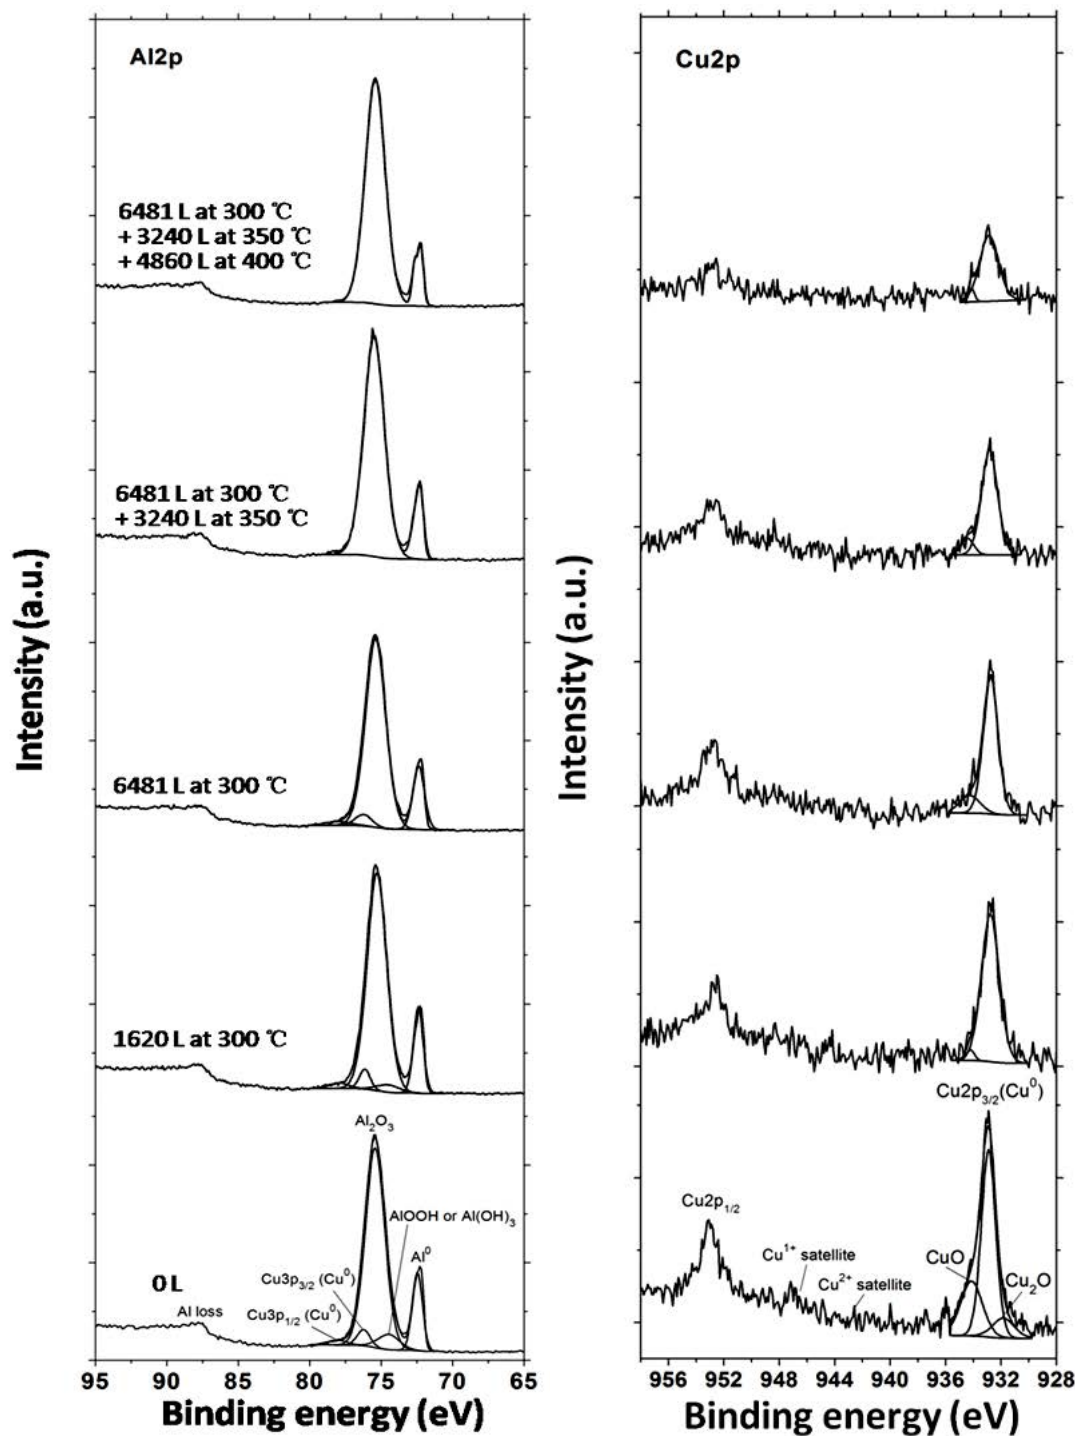 Al2p
6481 L at 300 ℃
+ 3240 L at 350 ℃
+ 4860 L at 400 ℃
6481 L at 300 ℃
+ 3240 L at 350 ℃
6481 L at 300 ℃
1620 L at 300 ℃
Al₂O₃
AlOOH or Al(OH)₃
Al⁰
Cu3p₃/₂ (Cu⁰)
0 L
Al loss
Cu3p₁/₂ (Cu⁰)
Intensity (a.u.)
95 90 85 80 75 70 65
Binding energy (eV)
Cu2p
Cu2p₃/₂(Cu⁰)
Cu2p₁/₂
Cu¹⁺ satellite
CuO
Cu²⁺ satellite
Cu₂O
Intensity (a.u.)
956 952 948 944 940 936 932 928
Binding energy (eV)